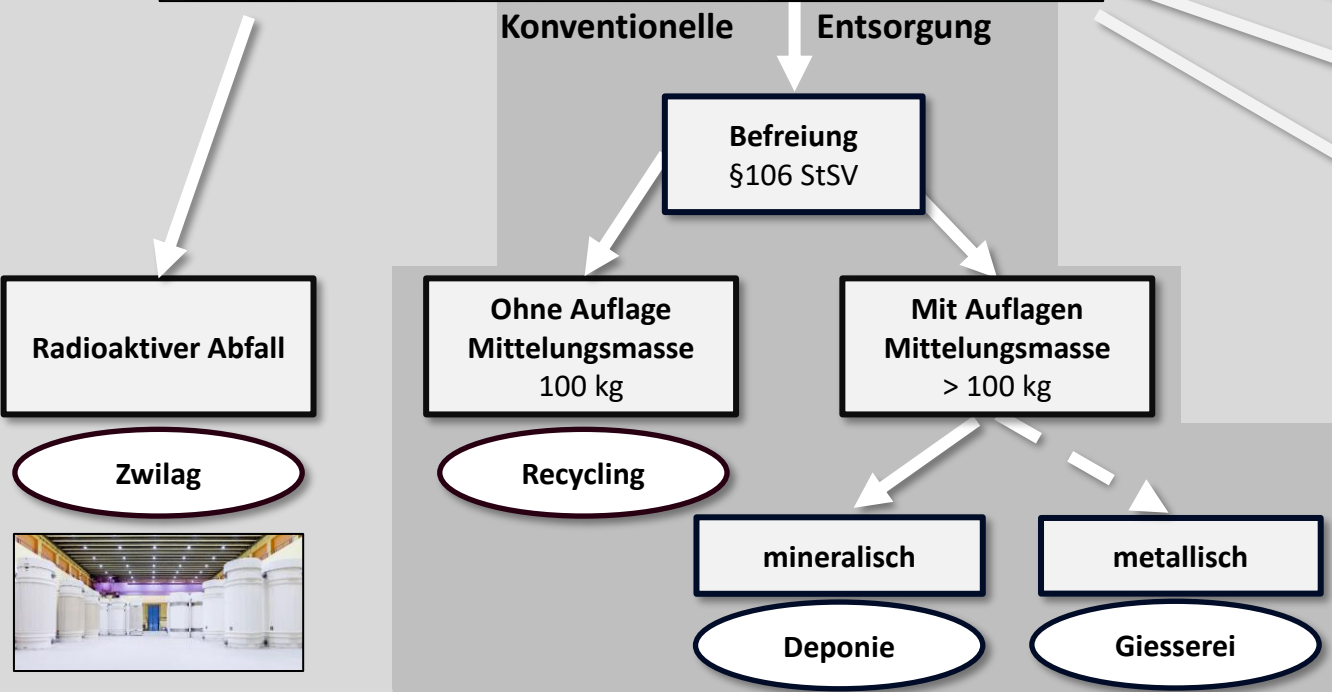 Konventionelle Entsorgung
Befreiung
§106 StSV
Radioaktiver Abfall
Zwilag
Ohne Auflage
Mittelungsmasse
100 kg
Recycling
Mit Auflagen
Mittelungsmasse
> 100 kg
mineralisch
Deponie
metallisch
Giesserei